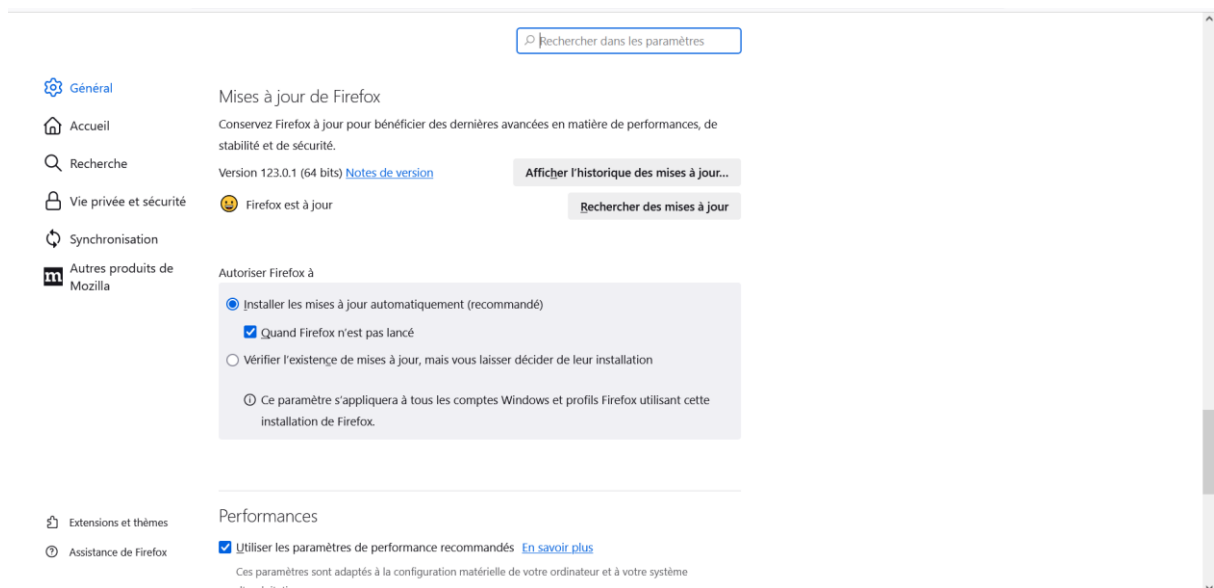 Rechercher dans les paramètres
Général
Accueil
Recherche
Vie privée et sécurité
Synchronisation
Autres produits de
Mozilla
Extensions et thèmes
Assistance de Firefox
Mises à jour de Firefox
Conservez Firefox à jour pour bénéficier des dernières avancées en matière de performances, de
stabilité et de sécurité.
Version 123.0.1 (64 bits) Notes de version
Afficher l'historique des mises à jour...
Firefox est à jour
Rechercher des mises à jour
Autoriser Firefox à
Installer les mises à jour automatiquement (recommandé)
Quand Firefox n'est pas lancé
Vérifier l'existence de mises à jour, mais vous laisser décider de leur installation
Ce paramètre s'appliquera à tous les comptes Windows et profils Firefox utilisant cette
installation de Firefox.
Performances
Utiliser les paramètres de performance recommandés En savoir plus
Ces paramètres sont adaptés à la configuration matérielle de votre ordinateur et à votre système